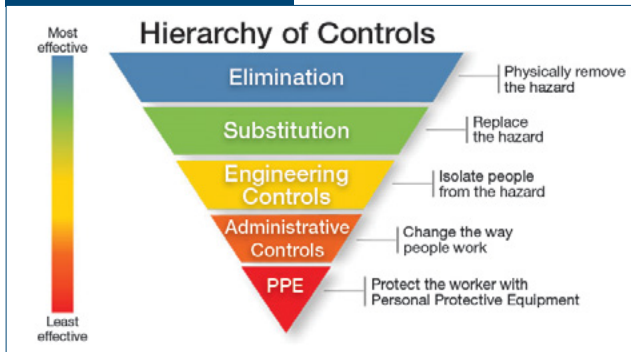 Hierarchy of Controls
Most
effective
Elimination
Physically remove
the hazard
Substitution
Replace
the hazard
Engineering
Controls
Isolate people
from the hazard
Administrative
Controls
Change the way
people work
PPE
Protect the worker with
Personal Protective Equipment
Least
effective